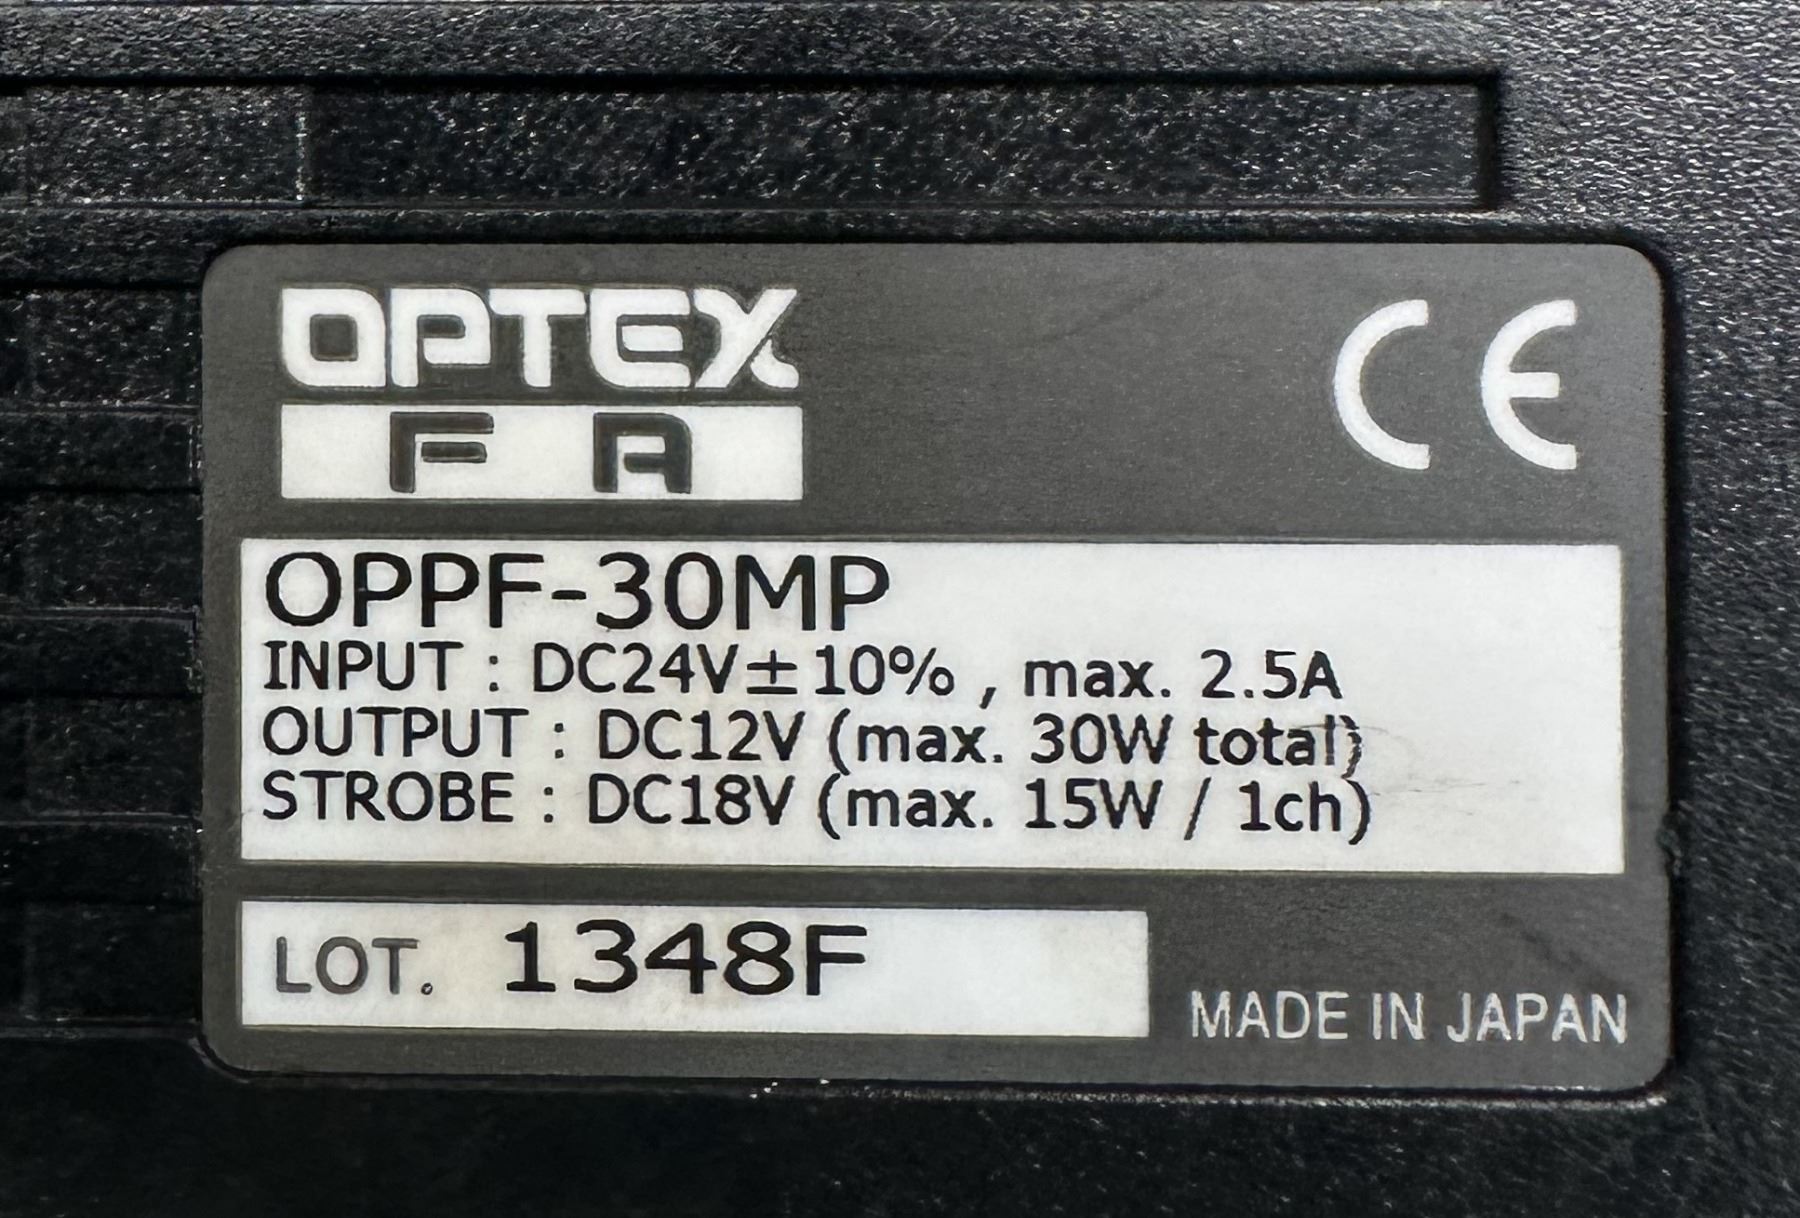 OPTEX
FA
CE
OPPF-30MP
INPUT : DC24V±10% , max. 2.5A
OUTPUT : DC12V (max. 30W total)
STROBE : DC18V (max. 15W / 1ch)
LOT. 1348F
MADE IN JAPAN